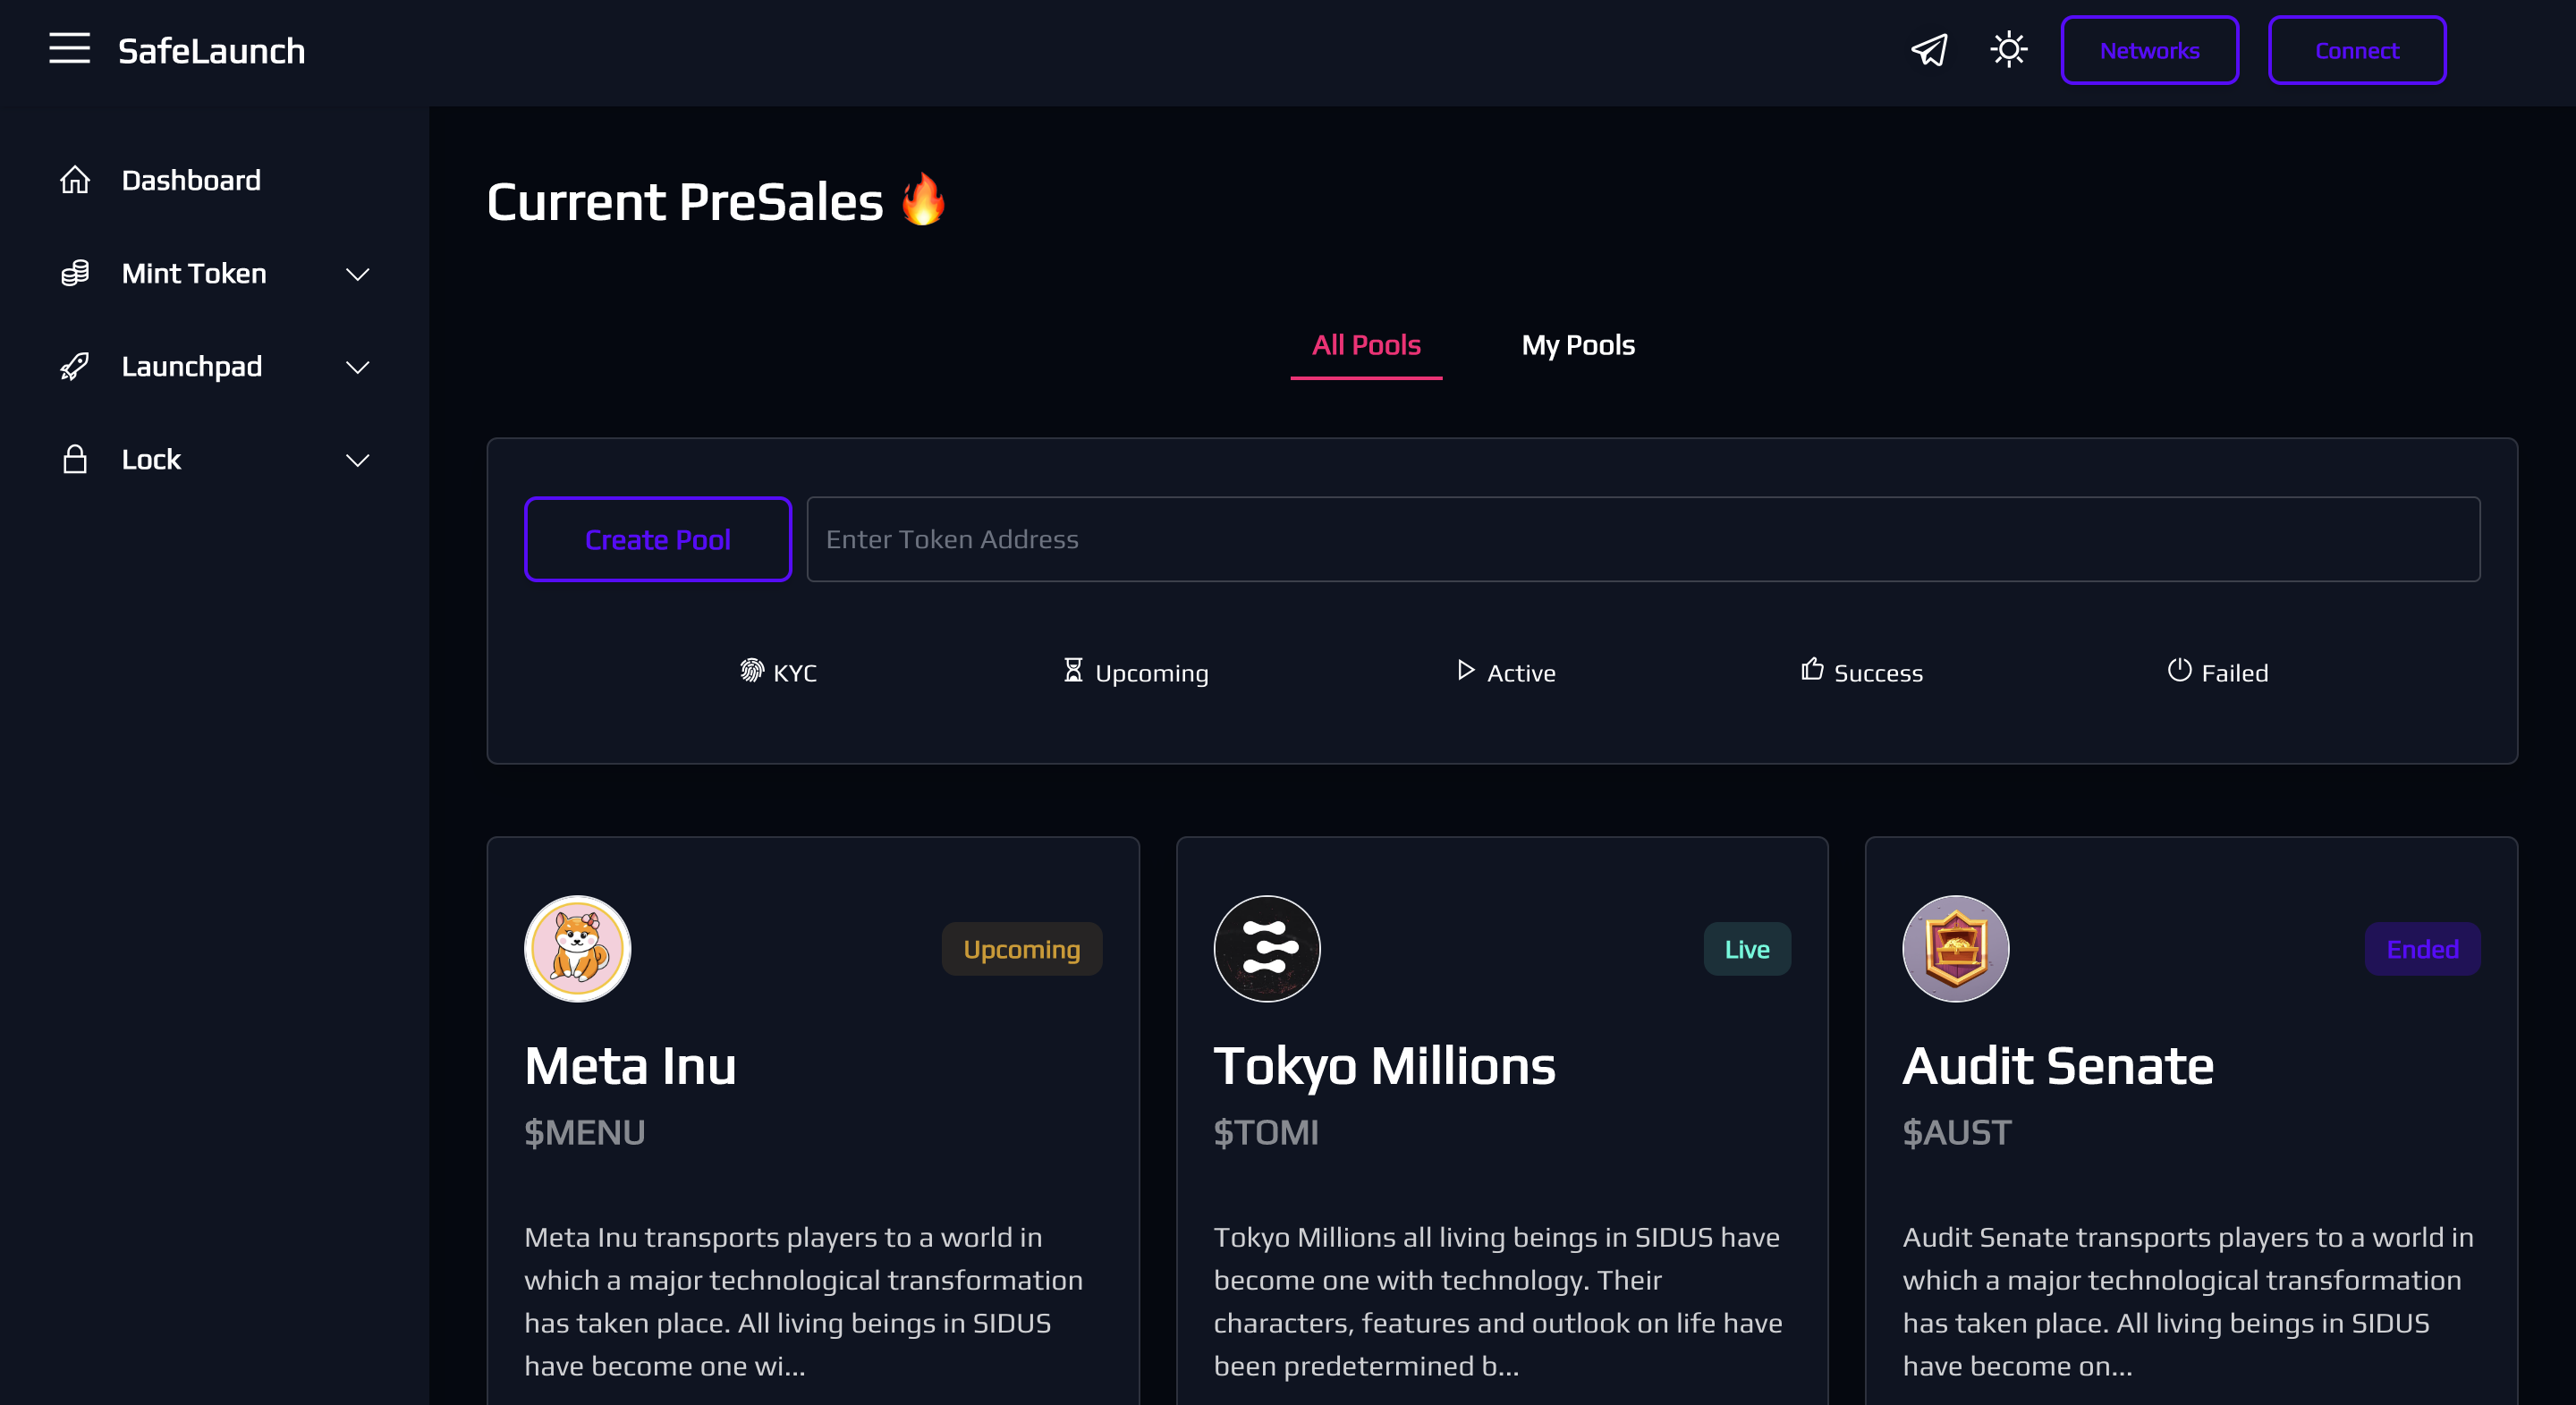 SafeLaunch
Networks
Connect
Dashboard
Mint Token
Launchpad
Lock
Current PreSales 🔥
All Pools
My Pools
Create Pool
Enter Token Address
KYC
Upcoming
Active
Success
Failed
Upcoming
Meta Inu
$MENU
Meta Inu transports players to a world in
which a major technological transformation
has taken place. All living beings in SIDUS
have become one wi...
Live
Tokyo Millions
$TOMI
Tokyo Millions all living beings in SIDUS have
become one with technology. Their
characters, features and outlook on life have
been predetermined b...
Ended
Audit Senate
$AUST
Audit Senate transports players to a world in
which a major technological transformation
has taken place. All living beings in SIDUS
have become on...